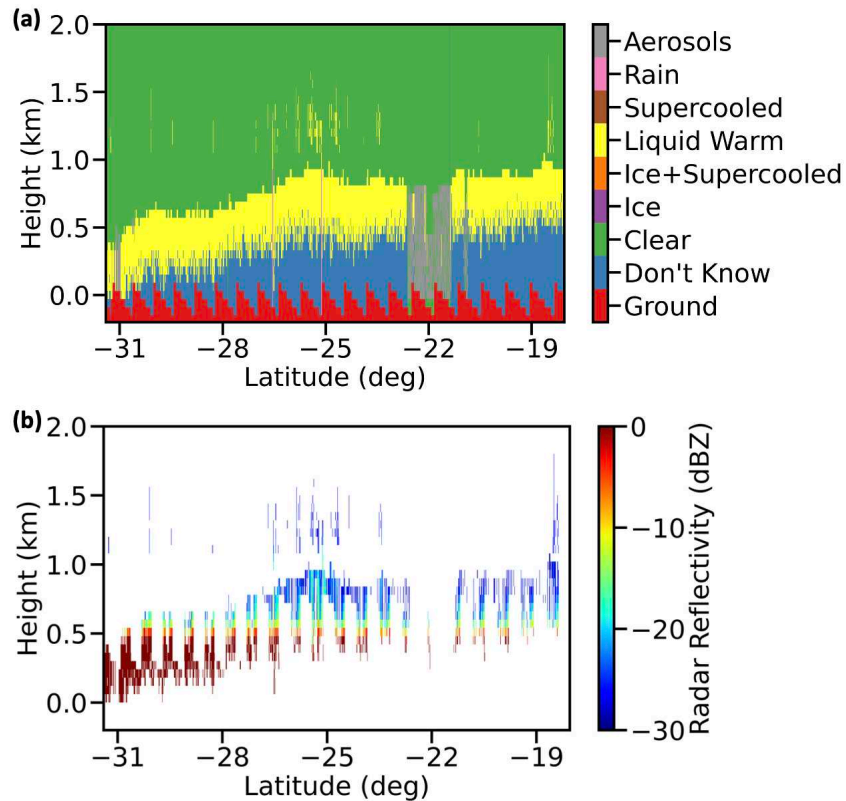 (a)
2.0
1.5
1.0
0.5
0.0
Height (km)
−31 −28 −25 −22 −19
Latitude (deg)
Aerosols
Rain
Supercooled
Liquid Warm
Ice+Supercooled
Ice
Clear
Don't Know
Ground
(b)
2.0
1.5
1.0
0.5
0.0
Height (km)
−31 −28 −25 −22 −19
Latitude (deg)
0
−10
−20
−30
Radar Reflectivity (dBZ)